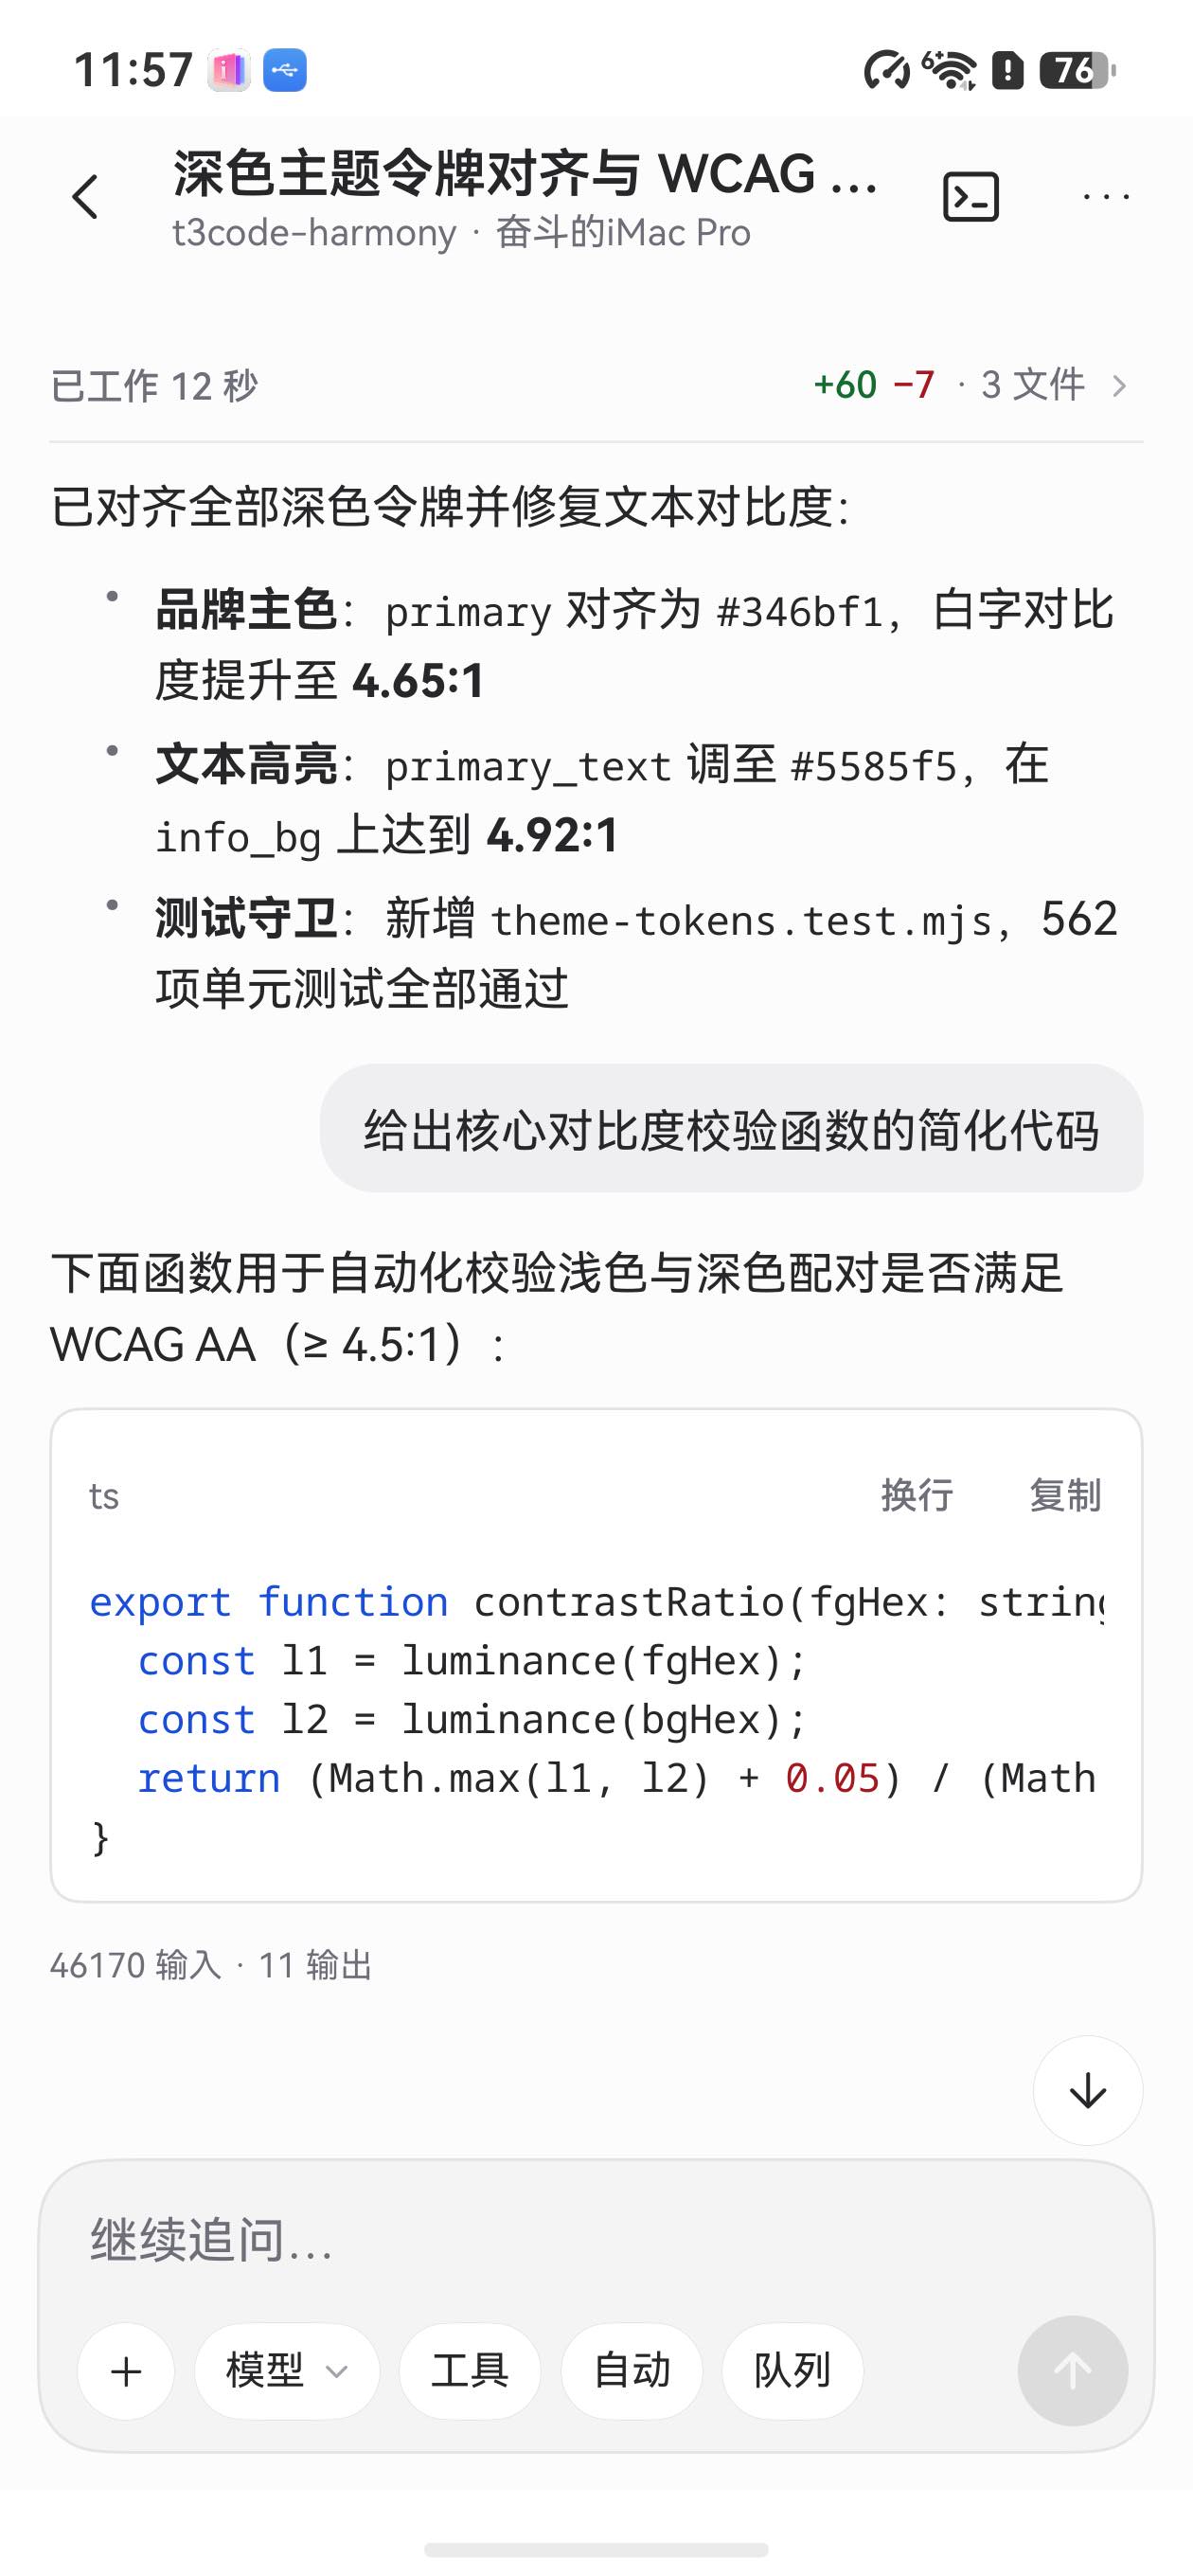 11:57
6+
76
深色主题令牌对齐与 WCAG ...
t3code-harmony · 奋斗的iMac Pro
已工作 12 秒
+60 −7 · 3 文件
已对齐全部深色令牌并修复文本对比度：
• 品牌主色：primary 对齐为 #346bf1，白字对比
度提升至 4.65:1
• 文本高亮：primary_text 调至 #5585f5，在
info_bg 上达到 4.92:1
• 测试守卫：新增 theme-tokens.test.mjs，562
项单元测试全部通过
给出核心对比度校验函数的简化代码
下面函数用于自动化校验浅色与深色配对是否满足
WCAG AA（≥ 4.5:1）：
ts
换行
复制
export function contrastRatio(fgHex: string
const l1 = luminance(fgHex);
const l2 = luminance(bgHex);
return (Math.max(l1, l2) + 0.05) / (Math
}
46170 输入 · 11 输出
继续追问...
模型
工具
自动
队列